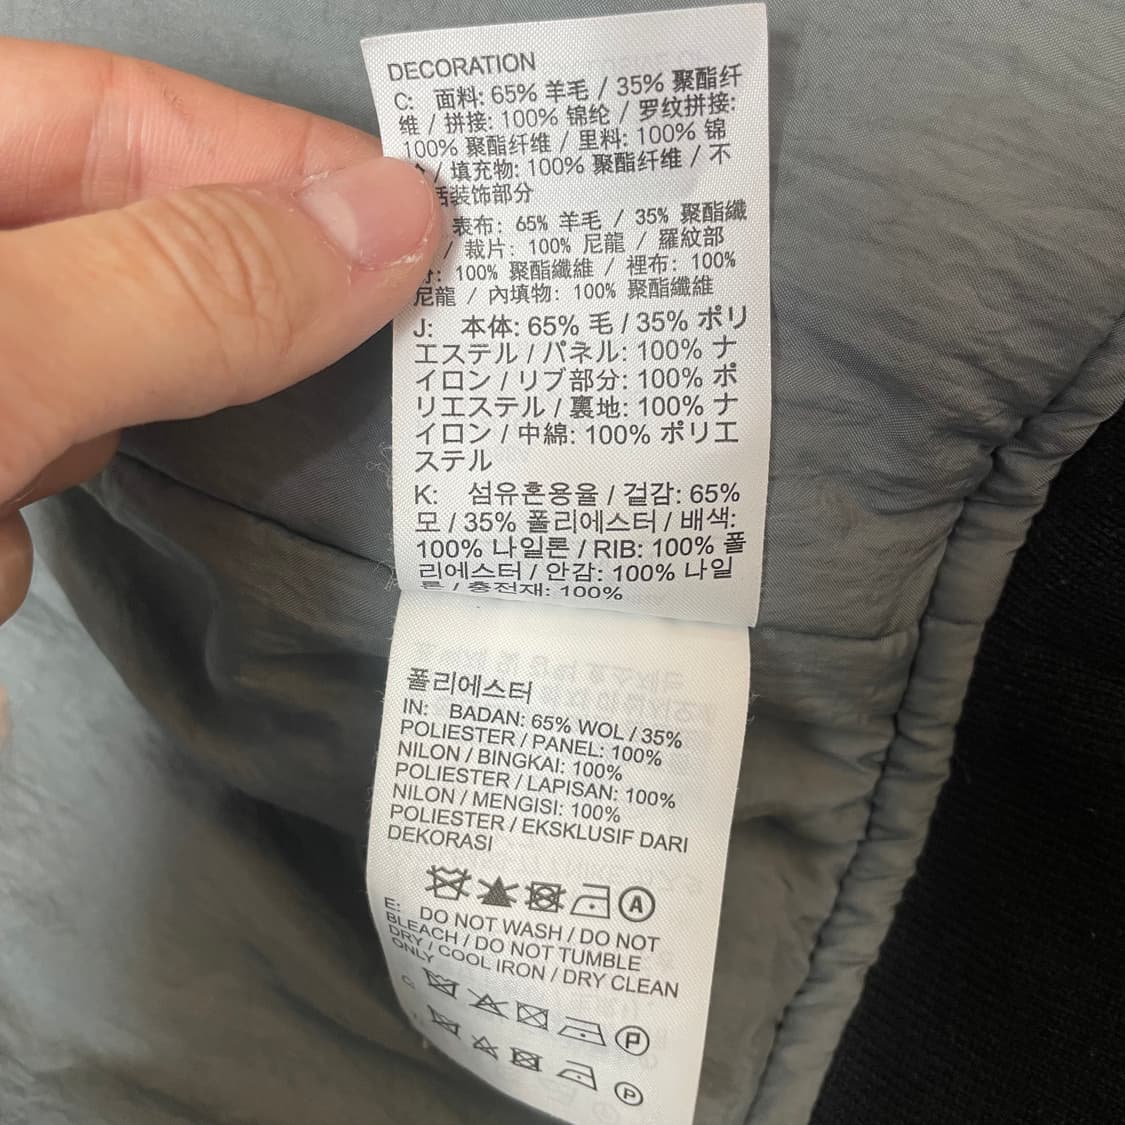 DECORATION
C: 面料: 65% 羊毛 / 35% 聚酯纤
维 / 拼接: 100% 锦纶 / 罗纹拼接:
100% 聚酯纤维 / 里料: 100% 锦
/ 填充物: 100% 聚酯纤维 / 不
装饰部分
表布: 65% 羊毛 / 35% 聚酯纖
/ 裁片: 100% 尼龍 / 羅紋部
: 100% 聚酯纖維 / 裡布: 100%
尼龍 / 內填物: 100% 聚酯纖維
J: 本体: 65% 毛 / 35% ポリ
エステル / パネル: 100% ナ
イロン / リブ部分: 100% ポ
リエステル / 裏地: 100% ナ
イロン / 中綿: 100% ポリエ
ステル
K: 섬유혼용율 / 겉감: 65%
모 / 35% 폴리에스터 / 배색:
100% 나일론 / RIB: 100% 폴
리에스터 / 안감: 100% 나일
론 / 충전재: 100%
폴리에스터
IN: BADAN: 65% WOL / 35%
POLIESTER / PANEL: 100%
NILON / BINGKAI: 100%
POLIESTER / LAPISAN: 100%
NILON / MENGISI: 100%
POLIESTER / EKSKLUSIF DARI
DEKORASI
A
E: DO NOT WASH / DO NOT
BLEACH / DO NOT TUMBLE
DRY / COOL IRON / DRY CLEAN
ONLY
P
P